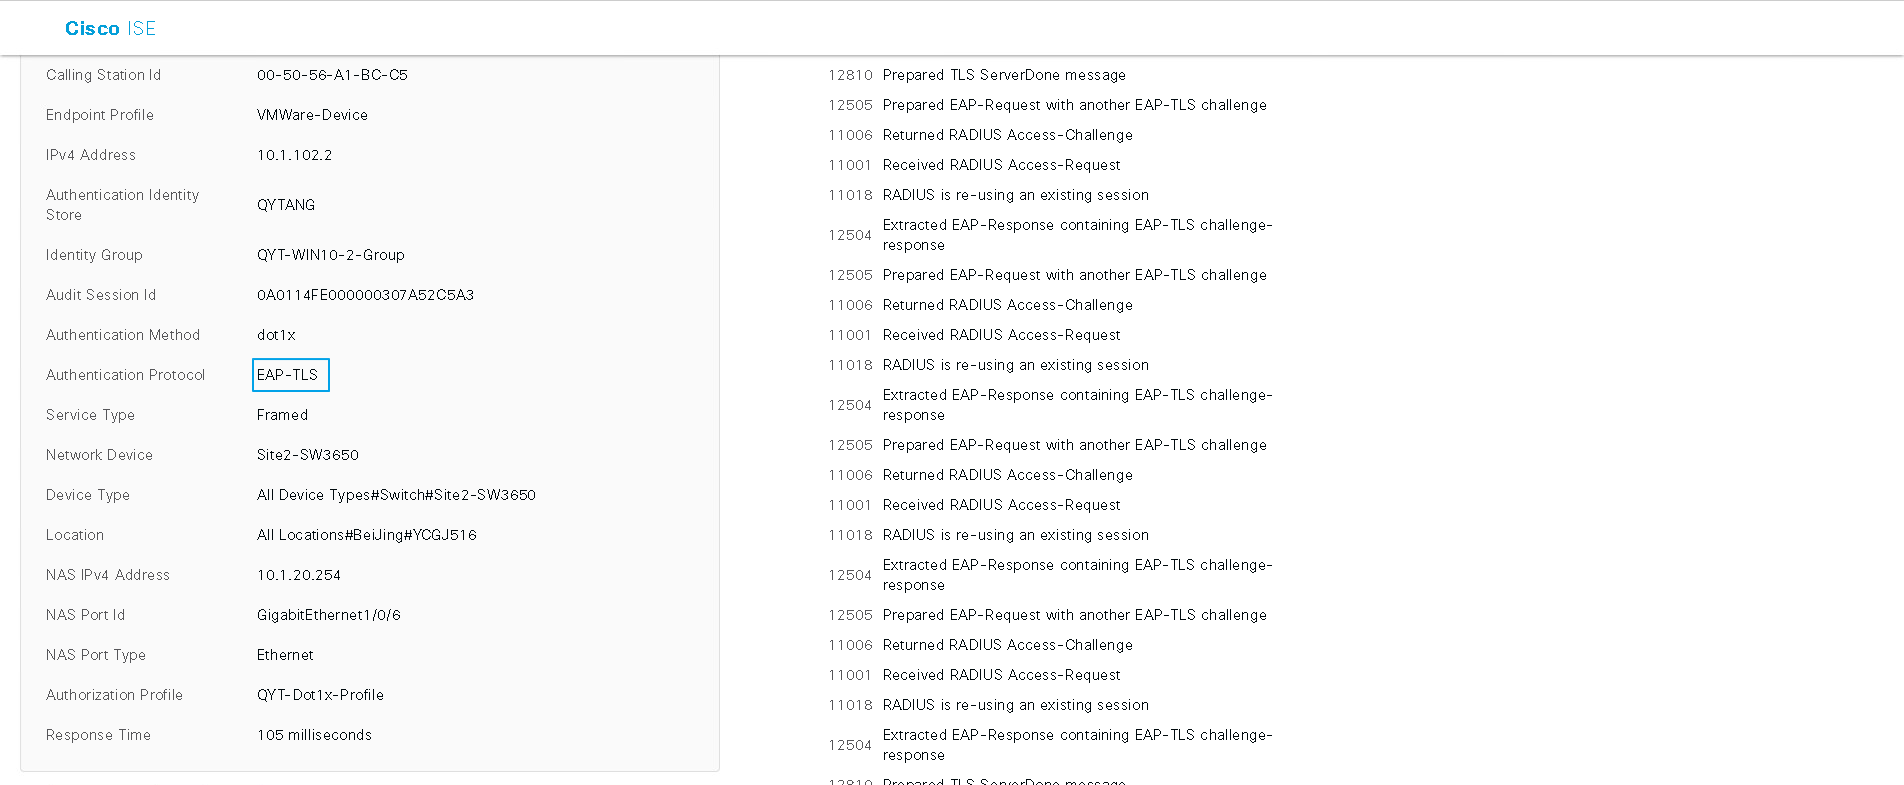 Cisco ISE
Calling Station Id 00-50-56-A1-BC-C5
Endpoint Profile VMWare-Device
IPv4 Address 10.1.102.2
Authentication Identity
Store
QYTANG
Identity Group QYT-WIN10-2-Group
Audit Session Id 0A0114FE000000307A52C5A3
Authentication Method dot1x
Authentication Protocol EAP-TLS
Service Type Framed
Network Device Site2-SW3650
Device Type All Device Types#Switch#Site2-SW3650
Location All Locations#BeiJing#YCGJ516
NAS IPv4 Address 10.1.20.254
NAS Port Id GigabitEthernet1/0/6
NAS Port Type Ethernet
Authorization Profile QYT-Dot1x-Profile
Response Time 105 milliseconds
12810 Prepared TLS ServerDone message
12505 Prepared EAP-Request with another EAP-TLS challenge
11006 Returned RADIUS Access-Challenge
11001 Received RADIUS Access-Request
11018 RADIUS is re-using an existing session
12504 Extracted EAP-Response containing EAP-TLS challenge-
response
12505 Prepared EAP-Request with another EAP-TLS challenge
11006 Returned RADIUS Access-Challenge
11001 Received RADIUS Access-Request
11018 RADIUS is re-using an existing session
12504 Extracted EAP-Response containing EAP-TLS challenge-
response
12505 Prepared EAP-Request with another EAP-TLS challenge
11006 Returned RADIUS Access-Challenge
11001 Received RADIUS Access-Request
11018 RADIUS is re-using an existing session
12504 Extracted EAP-Response containing EAP-TLS challenge-
response
12505 Prepared EAP-Request with another EAP-TLS challenge
11006 Returned RADIUS Access-Challenge
11001 Received RADIUS Access-Request
11018 RADIUS is re-using an existing session
12504 Extracted EAP-Response containing EAP-TLS challenge-
response
12810 Prepared TLS ServerDone message